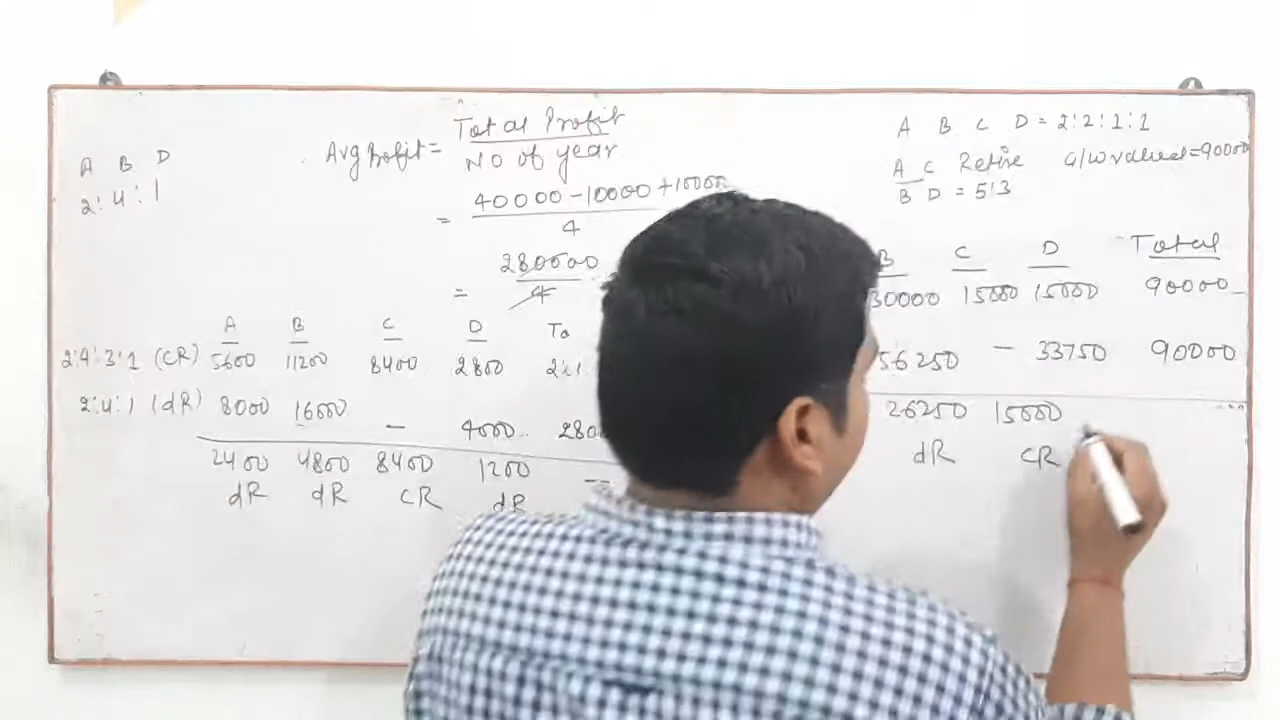 A B D
2:4:1
Avg Profit = Total Profit
No of year
= 40000 - 10000 + 10000
4
= 280000
4
A B C D
2:4:3:1 (CR) 5600 11200 8400 2800
2:4:1 (dR) 8000 16000 - 4000
2400 4800 8400 1200
dR dR CR dR
A B C D = 2:2:1:1
A C Retire G/W valued = 90000
B D = 5:3
B C D Total
30000 15000 15000 90000
56250 - 33750 90000
26250 15000
dR CR